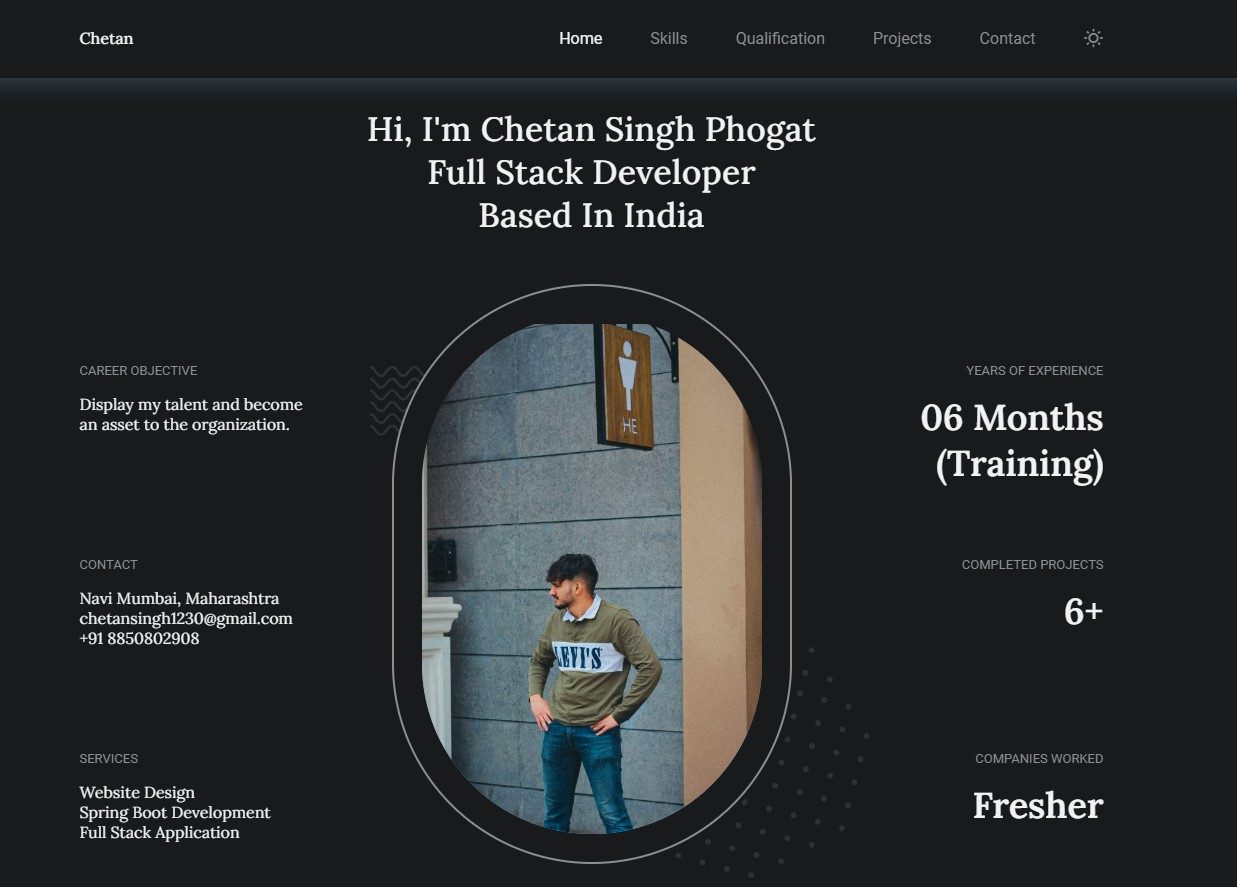 Chetan
Home Skills Qualification Projects Contact
Hi, I'm Chetan Singh Phogat
Full Stack Developer
Based In India
CAREER OBJECTIVE
Display my talent and become
an asset to the organization.
CONTACT
Navi Mumbai, Maharashtra
chetansingh1230@gmail.com
+91 8850802908
SERVICES
Website Design
Spring Boot Development
Full Stack Application
HE
LEVI'S
YEARS OF EXPERIENCE
06 Months
(Training)
COMPLETED PROJECTS
6+
COMPANIES WORKED
Fresher